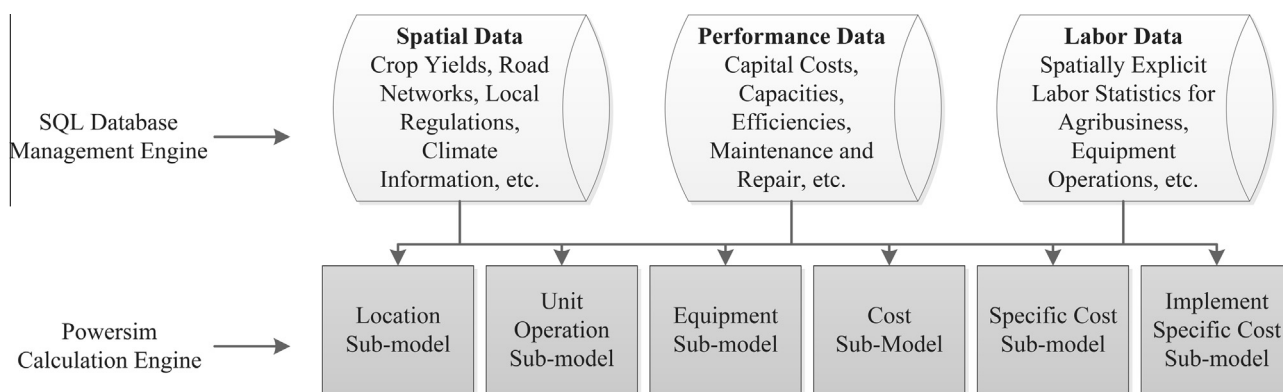 SQL Database
Management Engine
Spatial Data
Crop Yields, Road
Networks, Local
Regulations,
Climate
Information, etc.
Performance Data
Capital Costs,
Capacities,
Efficiencies,
Maintenance and
Repair, etc.
Labor Data
Spatially Explicit
Labor Statistics for
Agribusiness,
Equipment
Operations, etc.
Powersim
Calculation Engine
Location
Sub-model
Unit
Operation
Sub-model
Equipment
Sub-model
Cost
Sub-Model
Specific Cost
Sub-model
Implement
Specific Cost
Sub-model